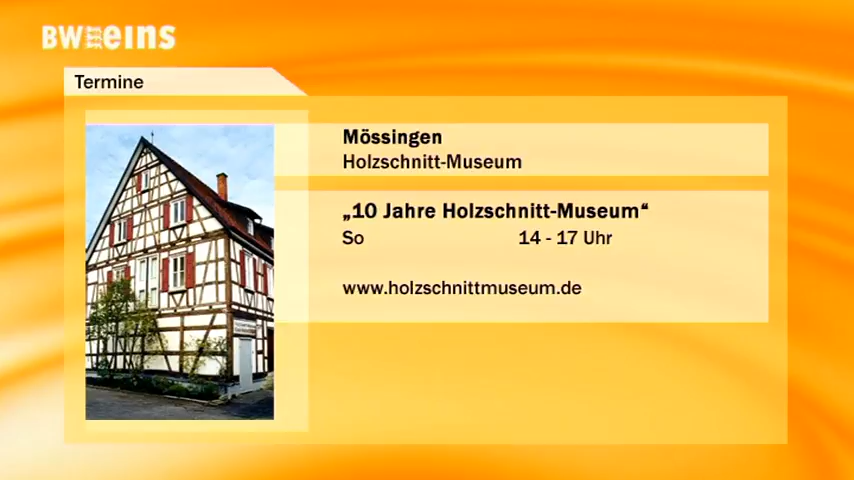 BW eins
Termine
Mössingen
Holzschnitt-Museum
„10 Jahre Holzschnitt-Museum“
So 14 - 17 Uhr
www.holzschnittmuseum.de